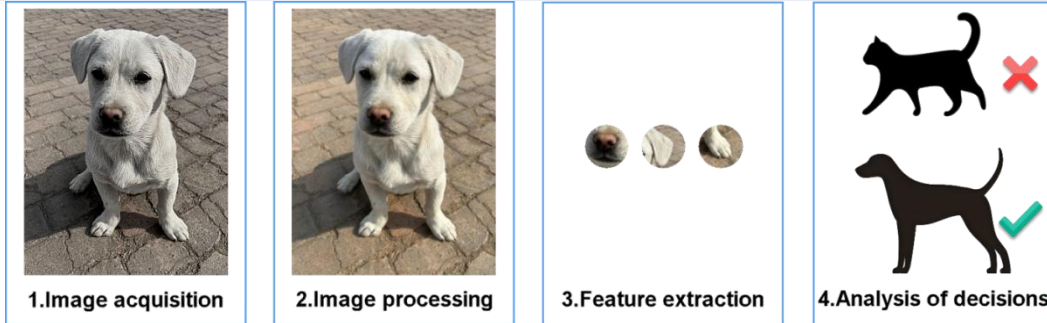 1.Image acquisition
2.Image processing
3.Feature extraction
4.Analysis of decisions